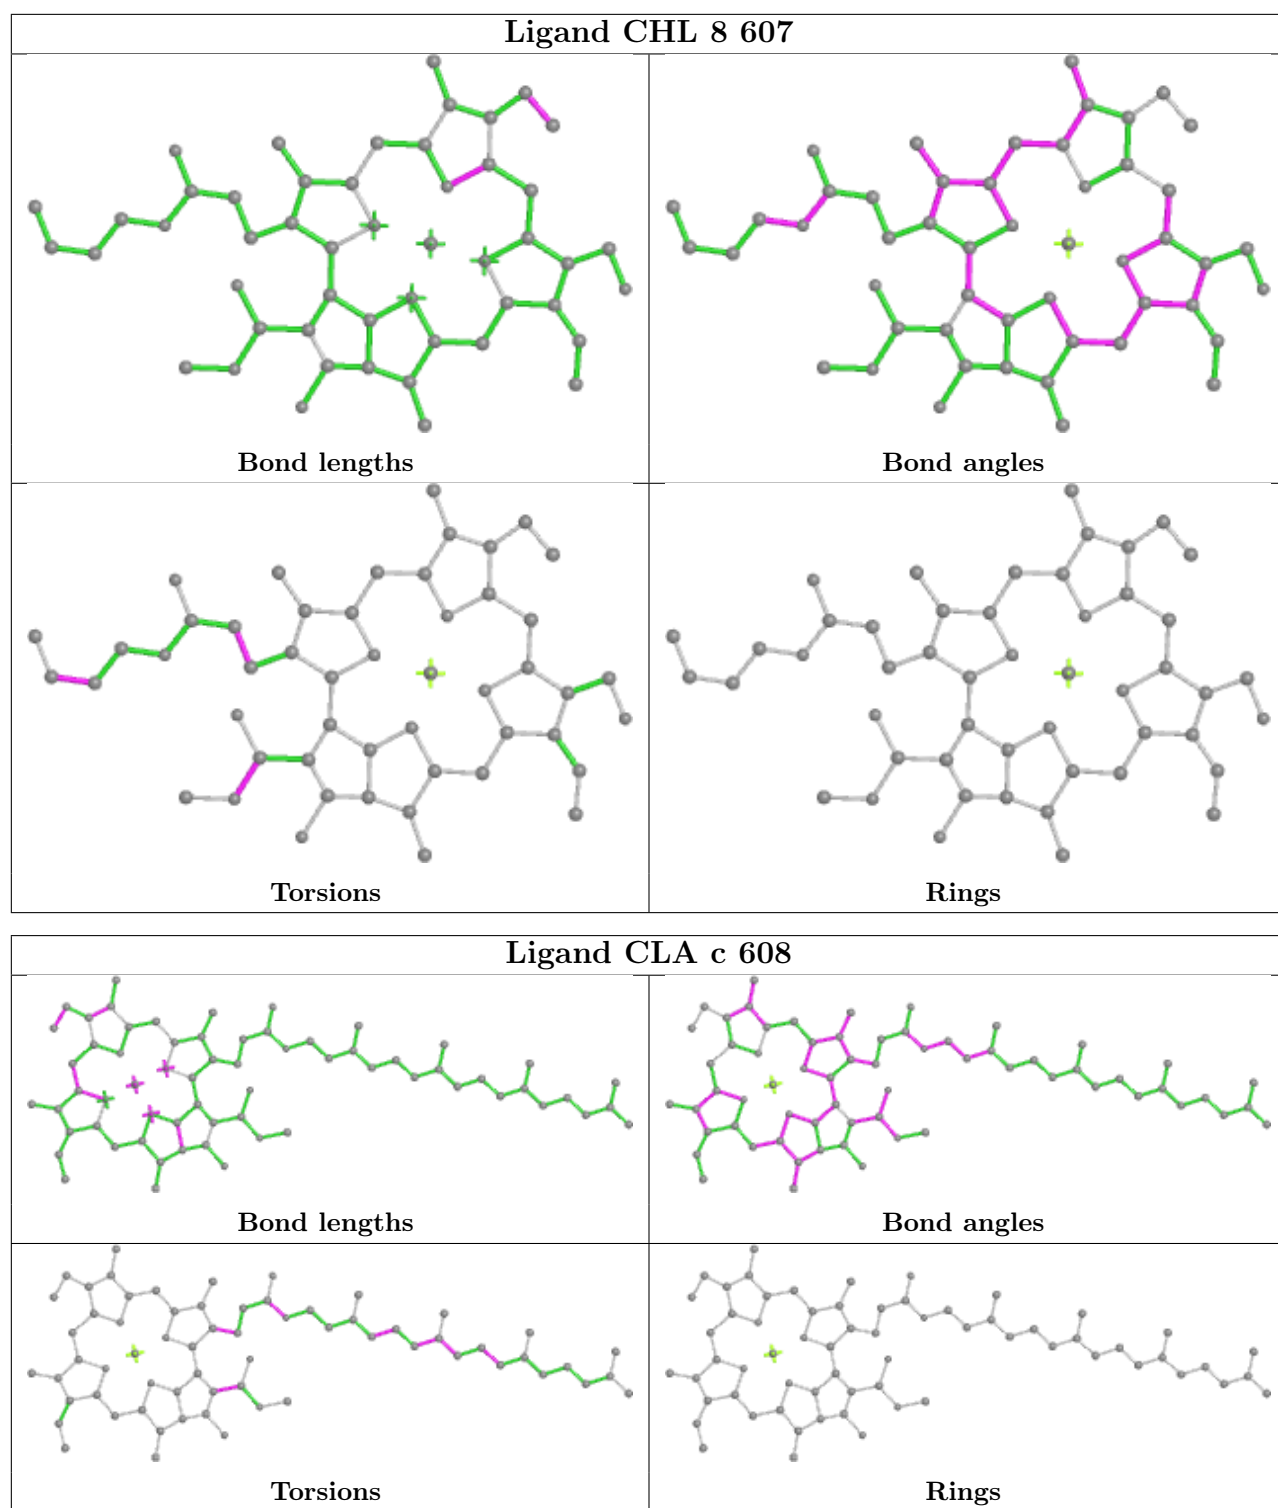 Ligand CHL 8 607
Bond lengths
Bond angles
Torsions
Rings
Ligand CLA c 608
Bond lengths
Bond angles
Torsions
Rings